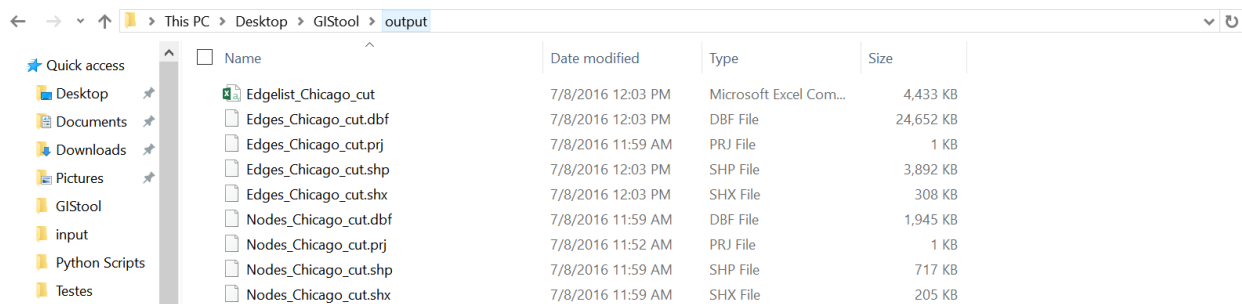 This PC > Desktop > GIStool > output
Quick access
Desktop
Documents
Downloads
Pictures
GIStool
input
Python Scripts
Testes
Name Date modified Type Size
Edgelist_Chicago_cut 7/8/2016 12:03 PM Microsoft Excel Com... 4,433 KB
Edges_Chicago_cut.dbf 7/8/2016 12:03 PM DBF File 24,652 KB
Edges_Chicago_cut.prj 7/8/2016 11:59 AM PRJ File 1 KB
Edges_Chicago_cut.shp 7/8/2016 12:03 PM SHP File 3,892 KB
Edges_Chicago_cut.shx 7/8/2016 12:03 PM SHX File 308 KB
Nodes_Chicago_cut.dbf 7/8/2016 11:59 AM DBF File 1,945 KB
Nodes_Chicago_cut.prj 7/8/2016 11:52 AM PRJ File 1 KB
Nodes_Chicago_cut.shp 7/8/2016 11:59 AM SHP File 717 KB
Nodes_Chicago_cut.shx 7/8/2016 11:59 AM SHX File 205 KB